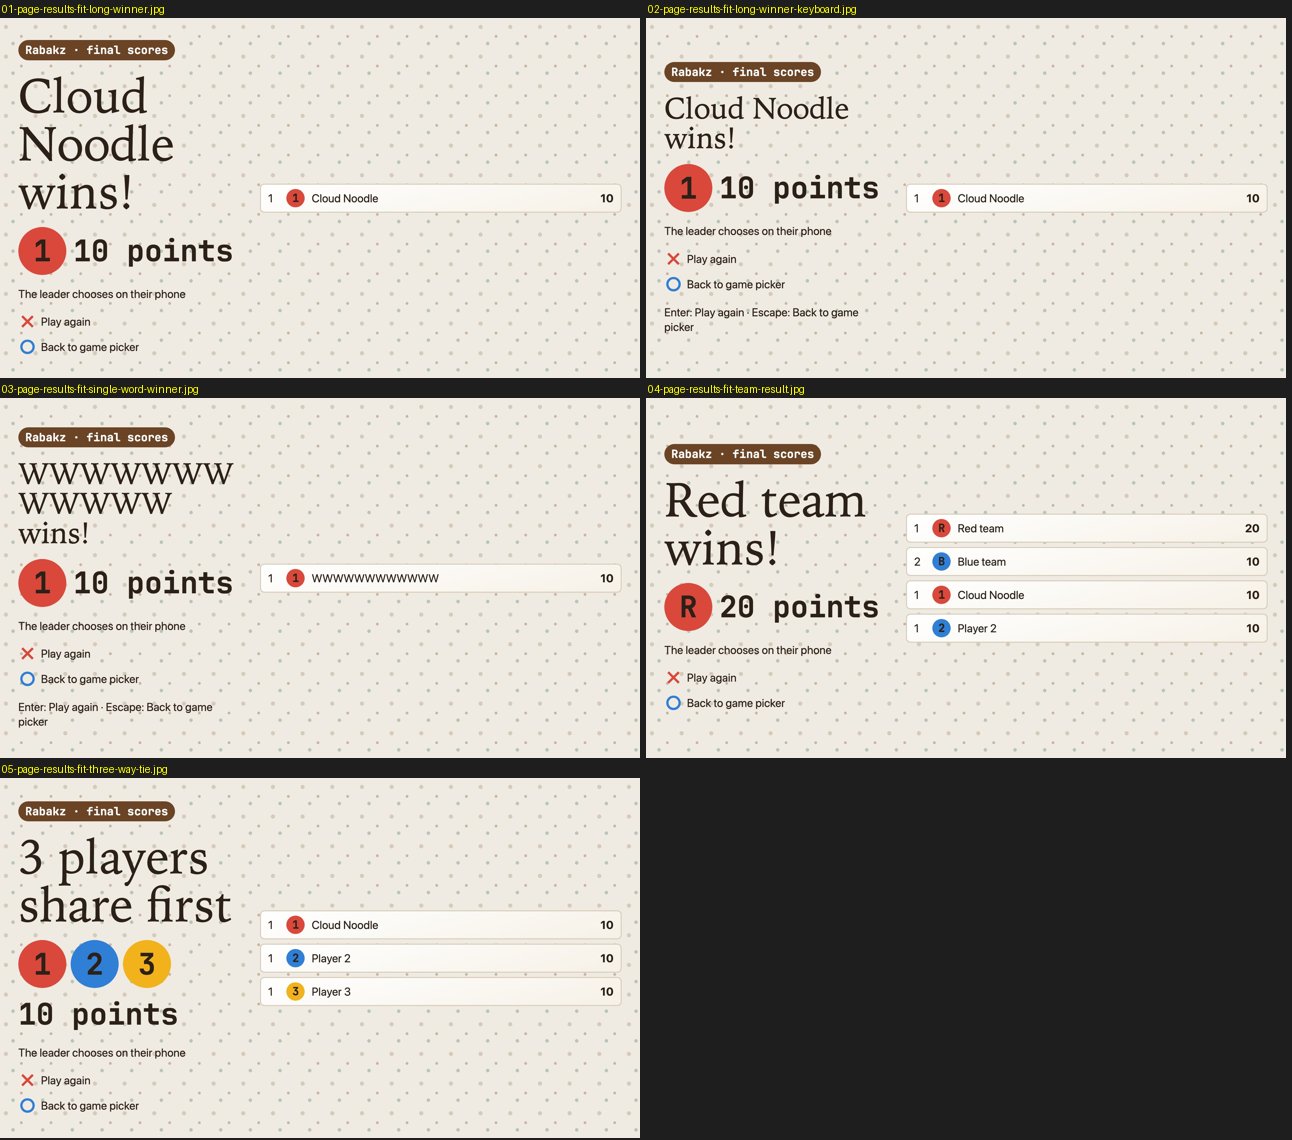 01-page-results-fit-long-winner.jpg
Rabakz · final scores
Cloud
Noodle
wins!
1 10 points
The leader chooses on their phone
Play again
Back to game picker
1 1 Cloud Noodle 10
02-page-results-fit-long-winner-keyboard.jpg
Rabakz · final scores
Cloud Noodle
wins!
1 10 points
The leader chooses on their phone
Play again
Back to game picker
Enter: Play again · Escape: Back to game
picker
1 1 Cloud Noodle 10
03-page-results-fit-single-word-winner.jpg
Rabakz · final scores
WWWWWWW
WWWWW
wins!
1 10 points
The leader chooses on their phone
Play again
Back to game picker
Enter: Play again · Escape: Back to game
picker
1 1 WWWWWWWWWWWW 10
04-page-results-fit-team-result.jpg
Rabakz · final scores
Red team
wins!
R 20 points
The leader chooses on their phone
Play again
Back to game picker
1 R Red team 20
2 B Blue team 10
1 1 Cloud Noodle 10
1 2 Player 2 10
05-page-results-fit-three-way-tie.jpg
Rabakz · final scores
3 players
share first
1 2 3
10 points
The leader chooses on their phone
Play again
Back to game picker
1 1 Cloud Noodle 10
1 2 Player 2 10
1 3 Player 3 10